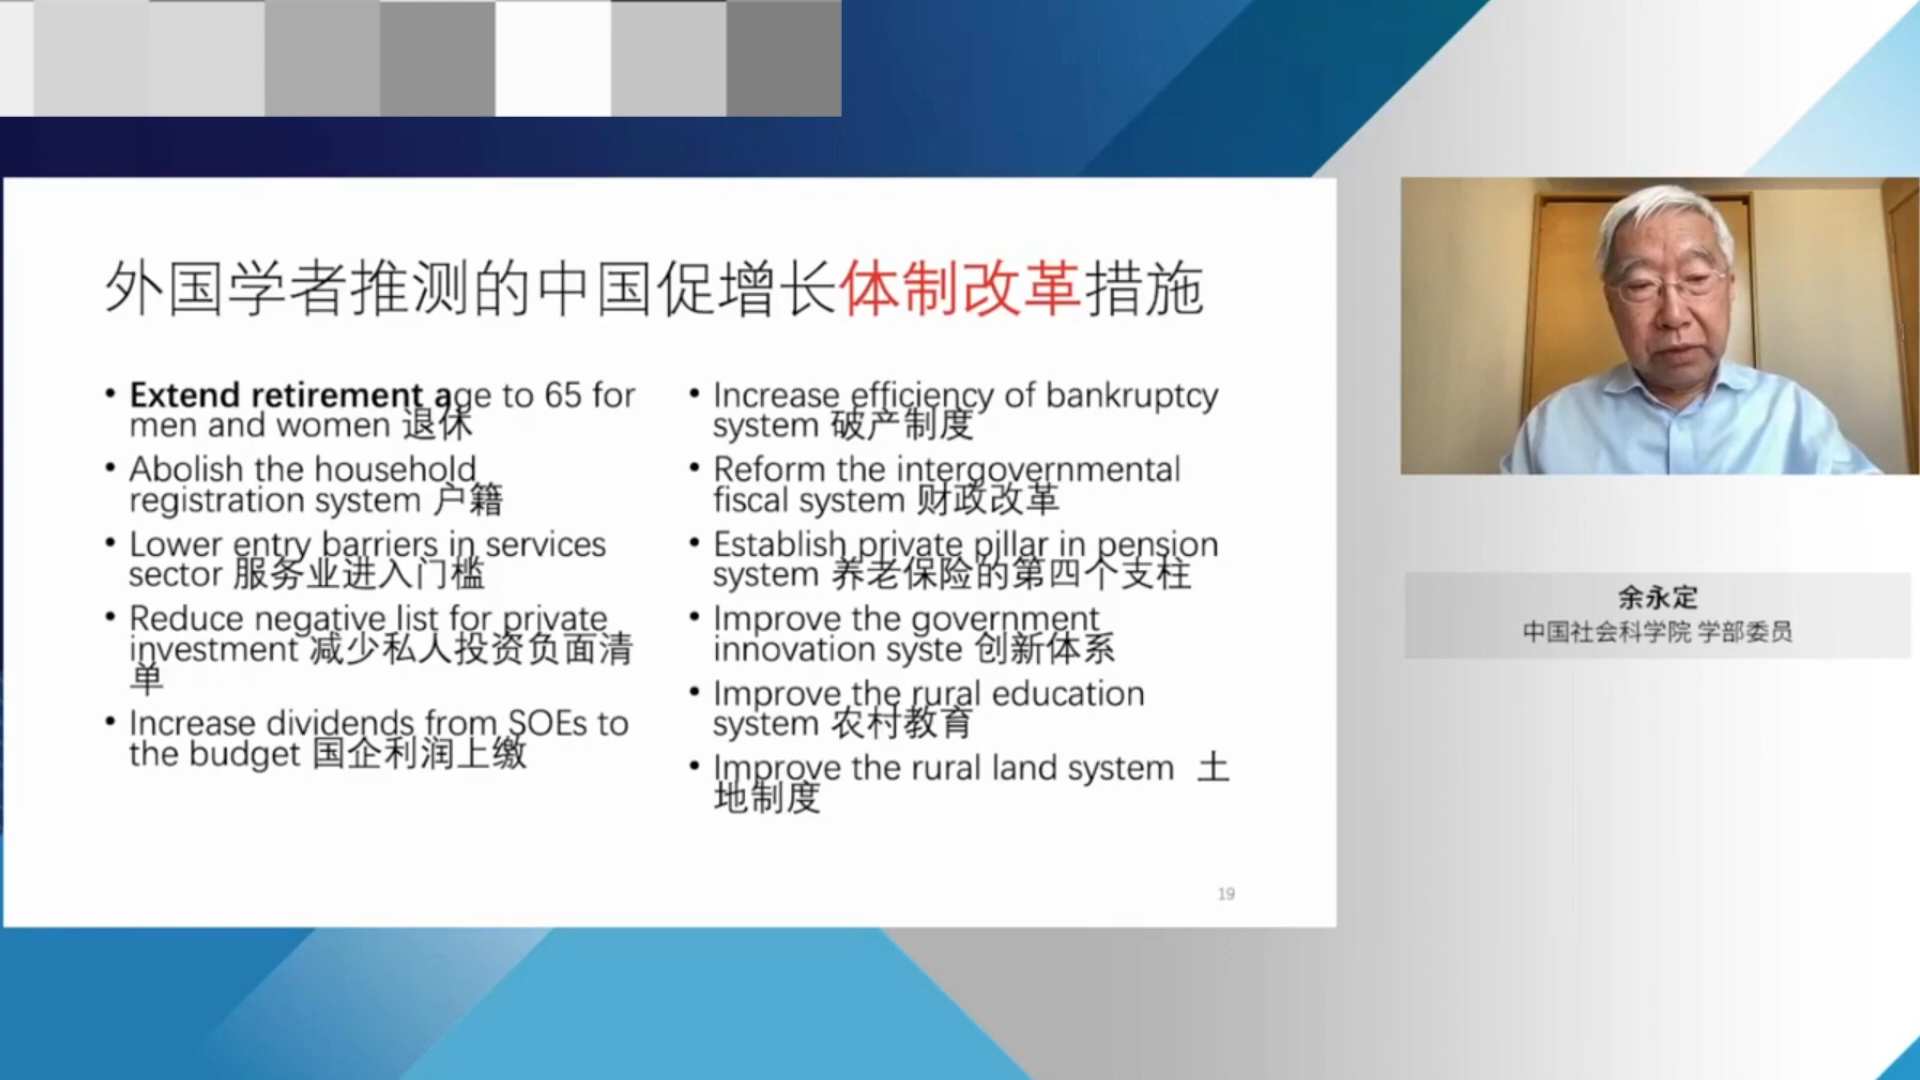 外国学者推测的中国促增长体制改革措施
• Extend retirement age to 65 for
men and women 退休
• Abolish the household
registration system 户籍
• Lower entry barriers in services
sector 服务业进入门槛
• Reduce negative list for private
investment 减少私人投资负面清
单
• Increase dividends from SOEs to
the budget 国企利润上缴
• Increase efficiency of bankruptcy
system 破产制度
• Reform the intergovernmental
fiscal system 财政改革
• Establish private pillar in pension
system 养老保险的第四个支柱
• Improve the government
innovation syste 创新体系
• Improve the rural education
system 农村教育
• Improve the rural land system 土
地制度
19
余永定
中国社会科学院 学部委员